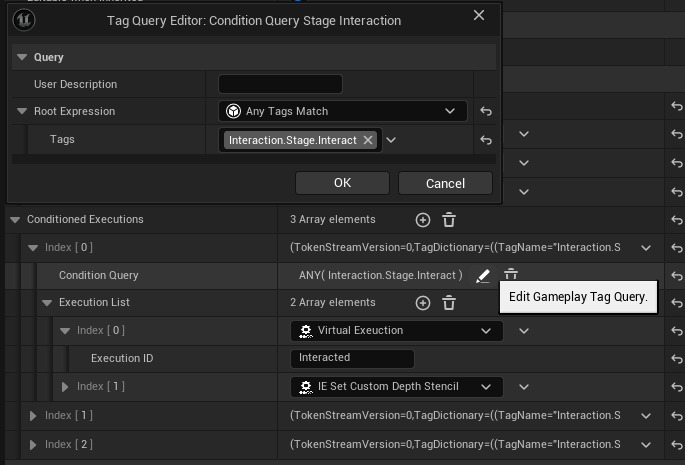 Tag Query Editor: Condition Query Stage Interaction
Query
User Description
Root Expression Any Tags Match
Tags Interaction.Stage.Interact
OK Cancel
Conditioned Executions 3 Array elements
Index [ 0 ] (TokenStreamVersion=0,TagDictionary=((TagName="Interaction.S
Condition Query ANY( Interaction.Stage.Interact )
Edit Gameplay Tag Query.
Execution List 2 Array elements
Index [ 0 ] Virtual Exeuction
Execution ID Interacted
Index [ 1 ] IE Set Custom Depth Stencil
Index [ 1 ] (TokenStreamVersion=0,TagDictionary=((TagName="Interaction.S
Index [ 2 ] (TokenStreamVersion=0,TagDictionary=((TagName="Interaction.S